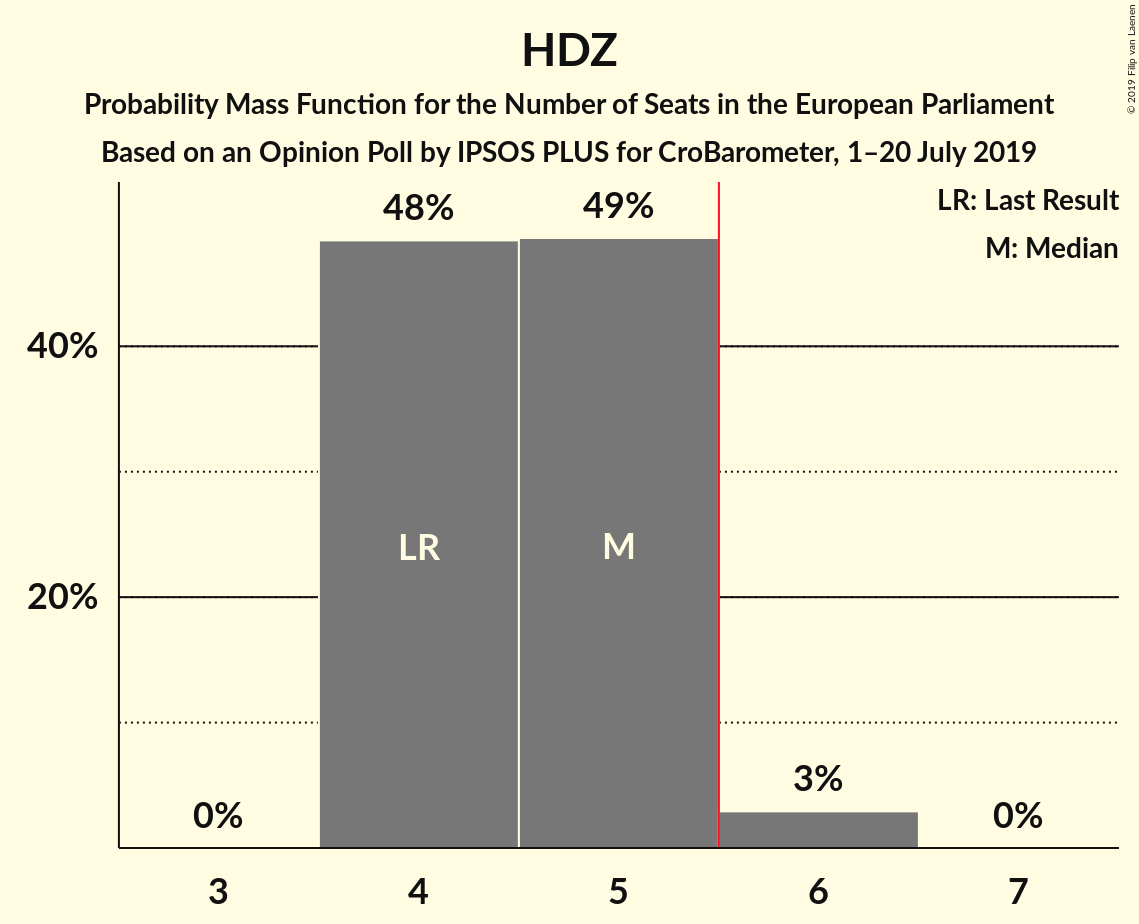 HDZ
Probability Mass Function for the Number of Seats in the European Parliament
Based on an Opinion Poll by IPSOS PLUS for CroBarometer, 1–20 July 2019
© 2019 Filip van Laenen
LR: Last Result
M: Median
48%
49%
40%
LR
M
20%
3%
0%
0%
3
4
5
6
7